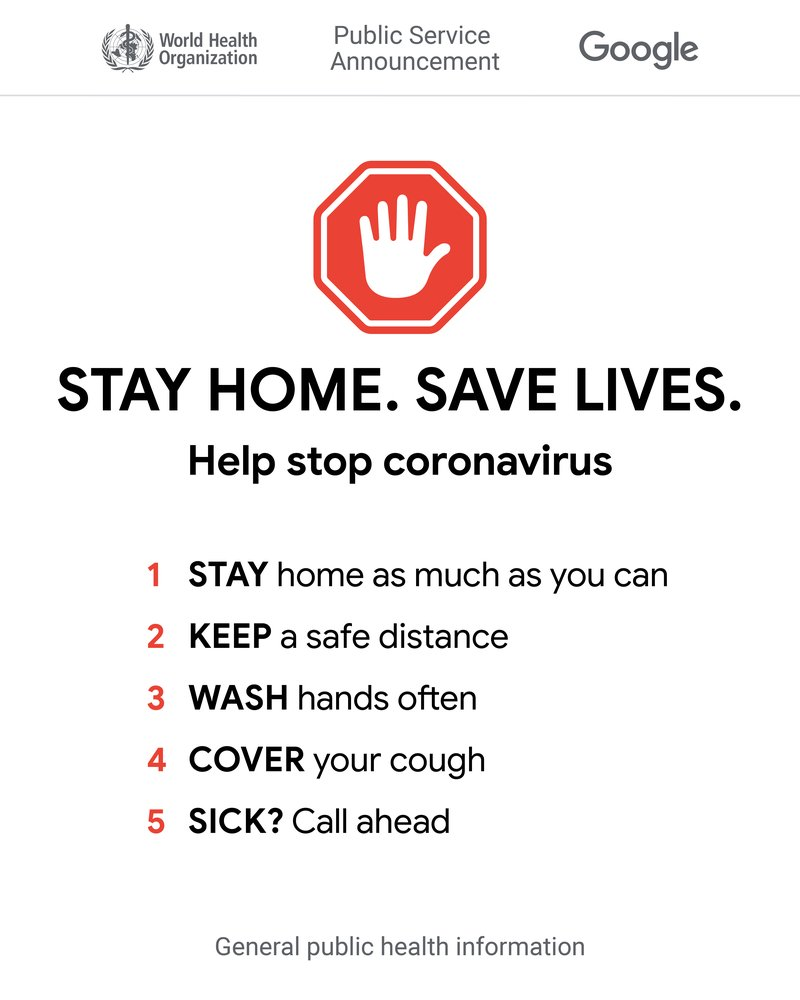 World Health
Organization
Public Service
Announcement
Google
STAY HOME. SAVE LIVES.
Help stop coronavirus
1 STAY home as much as you can
2 KEEP a safe distance
3 WASH hands often
4 COVER your cough
5 SICK? Call ahead
General public health information